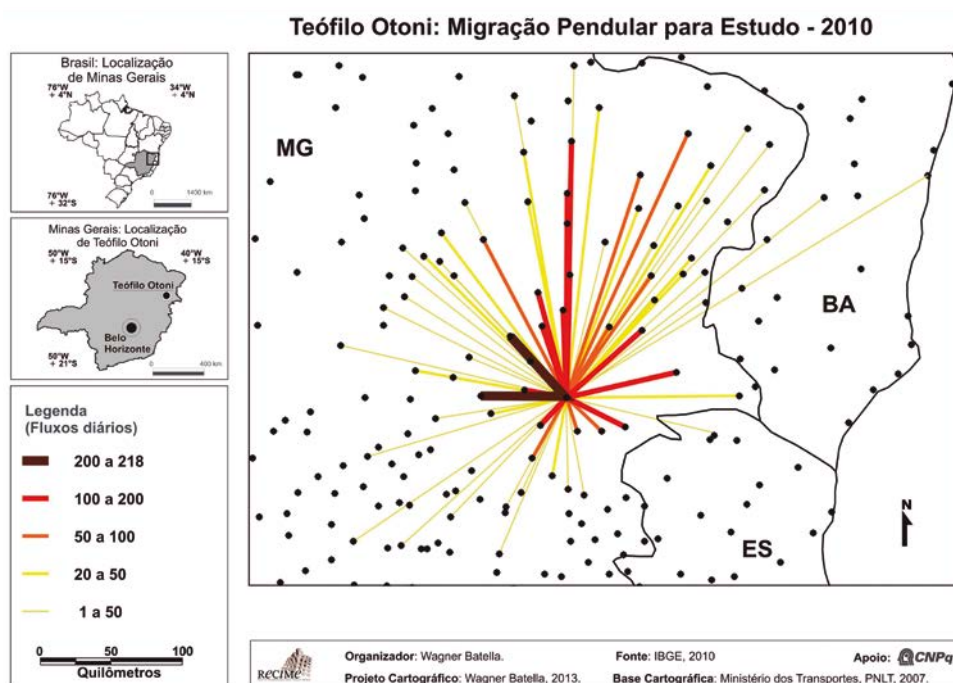 Teófilo Otoni: Migração Pendular para Estudo - 2010
Brasil: Localização
de Minas Gerais
76°W
+ 4°N
34°W
+ 4°N
76°W
+ 32°S
0 1400 km
Minas Gerais: Localização
de Teófilo Otoni
50°W
+ 15°S
40°W
+ 15°S
Teófilo Otoni
Belo
Horizonte
50°W
+ 21°S
0 400 km
Legenda
(Fluxos diários)
200 a 218
100 a 200
50 a 100
20 a 50
1 a 50
0 50 100
Quilômetros
MG
BA
ES
N
ReCiMe
Organizador: Wagner Batella.
Fonte: IBGE, 2010
Apoio: CNPq
Projeto Cartográfico: Wagner Batella, 2013.
Base Cartográfica: Ministério dos Transportes, PNLT, 2007.